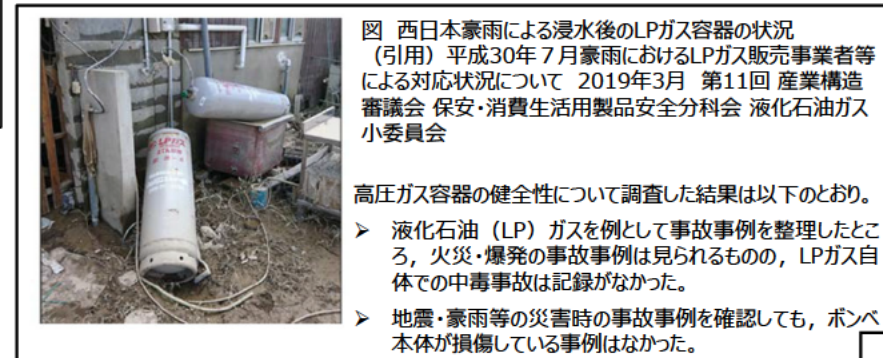 図 西日本豪雨による浸水後のLPガス容器の状況
（引用）平成30年７月豪雨におけるLPガス販売事業者等
による対応状況について 2019年3月 第11回 産業構造
審議会 保安・消費生活用製品安全分科会 液化石油ガス
小委員会
高圧ガス容器の健全性について調査した結果は以下のとおり。
➢ 液化石油（LP）ガスを例として事故事例を整理したとこ
ろ，火災・爆発の事故事例は見られるものの，LPガス自
体での中毒事故は記録がなかった。
➢ 地震・豪雨等の災害時の事故事例を確認しても，ボンベ
本体が損傷している事例はなかった。
LPガス